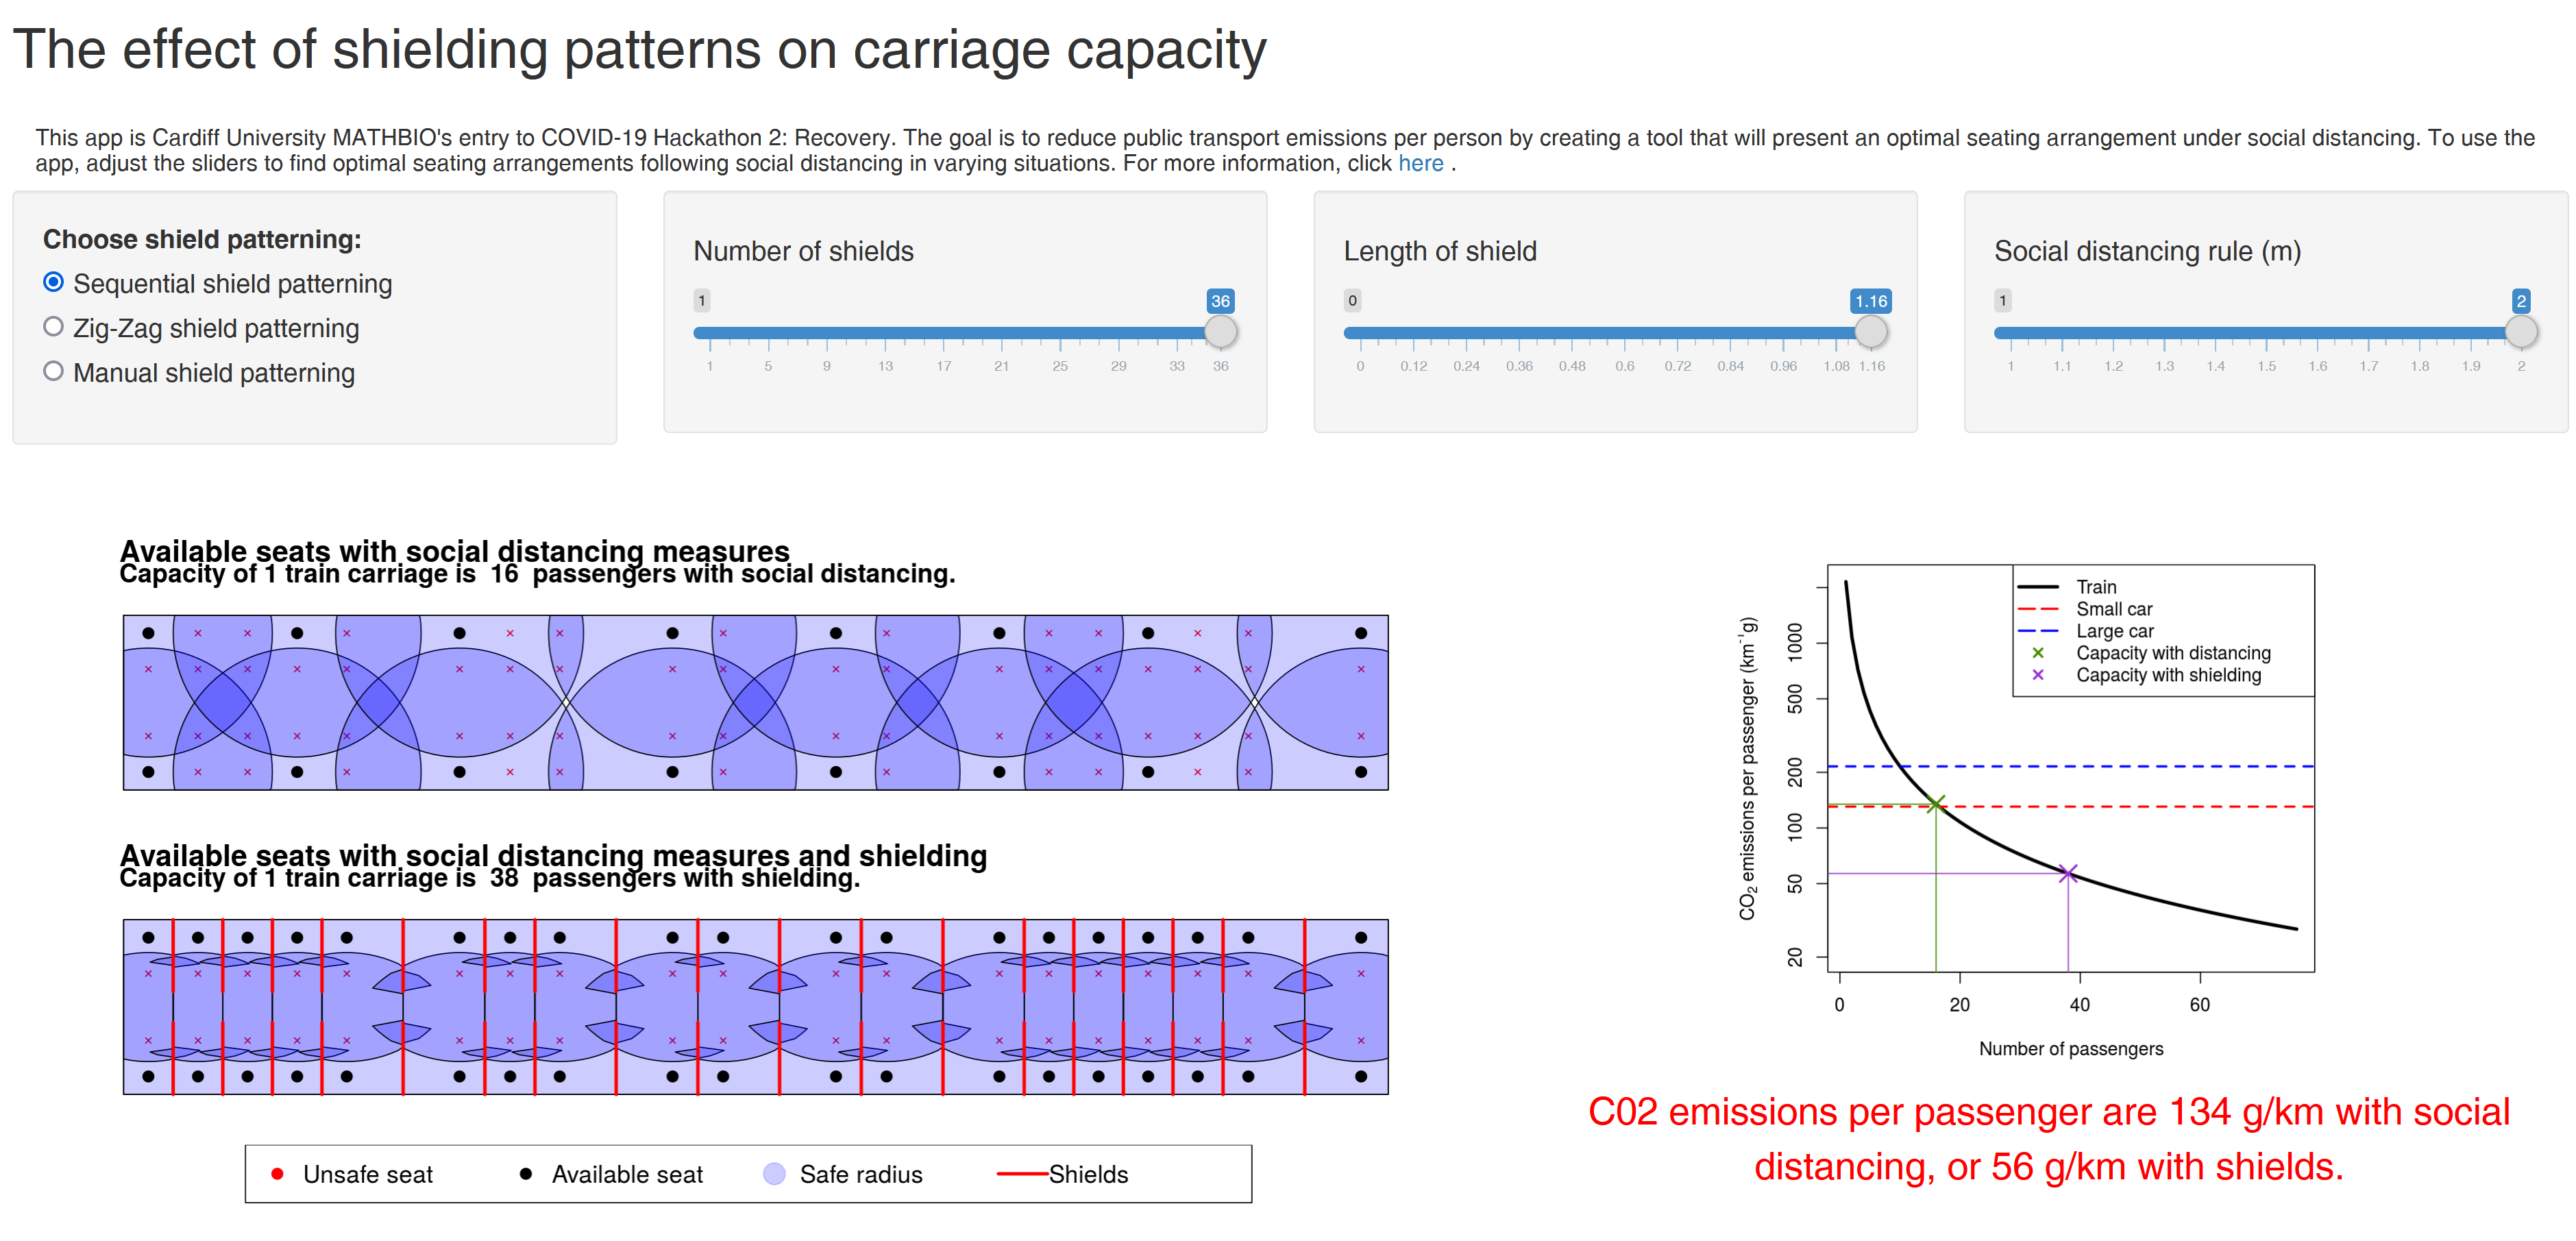 The effect of shielding patterns on carriage capacity
This app is Cardiff University MATHBIO's entry to COVID-19 Hackathon 2: Recovery. The goal is to reduce public transport emissions per person by creating a tool that will present an optimal seating arrangement under social distancing. To use the
app, adjust the sliders to find optimal seating arrangements following social distancing in varying situations. For more information, click here .
Choose shield patterning:
Sequential shield patterning
Zig-Zag shield patterning
Manual shield patterning
Number of shields
1 36
1 5 9 13 17 21 25 29 33 36
Length of shield
0 1.16
0 0.12 0.24 0.36 0.48 0.6 0.72 0.84 0.96 1.08 1.16
Social distancing rule (m)
1 2
1 1.1 1.2 1.3 1.4 1.5 1.6 1.7 1.8 1.9 2
Available seats with social distancing measures
Capacity of 1 train carriage is 16 passengers with social distancing.
Available seats with social distancing measures and shielding
Capacity of 1 train carriage is 38 passengers with shielding.
Unsafe seat Available seat Safe radius Shields
Train
Small car
Large car
Capacity with distancing
Capacity with shielding
CO₂ emissions per passenger (km⁻¹g)
1000
500
200
100
50
20
0 20 40 60
Number of passengers
C02 emissions per passenger are 134 g/km with social
distancing, or 56 g/km with shields.